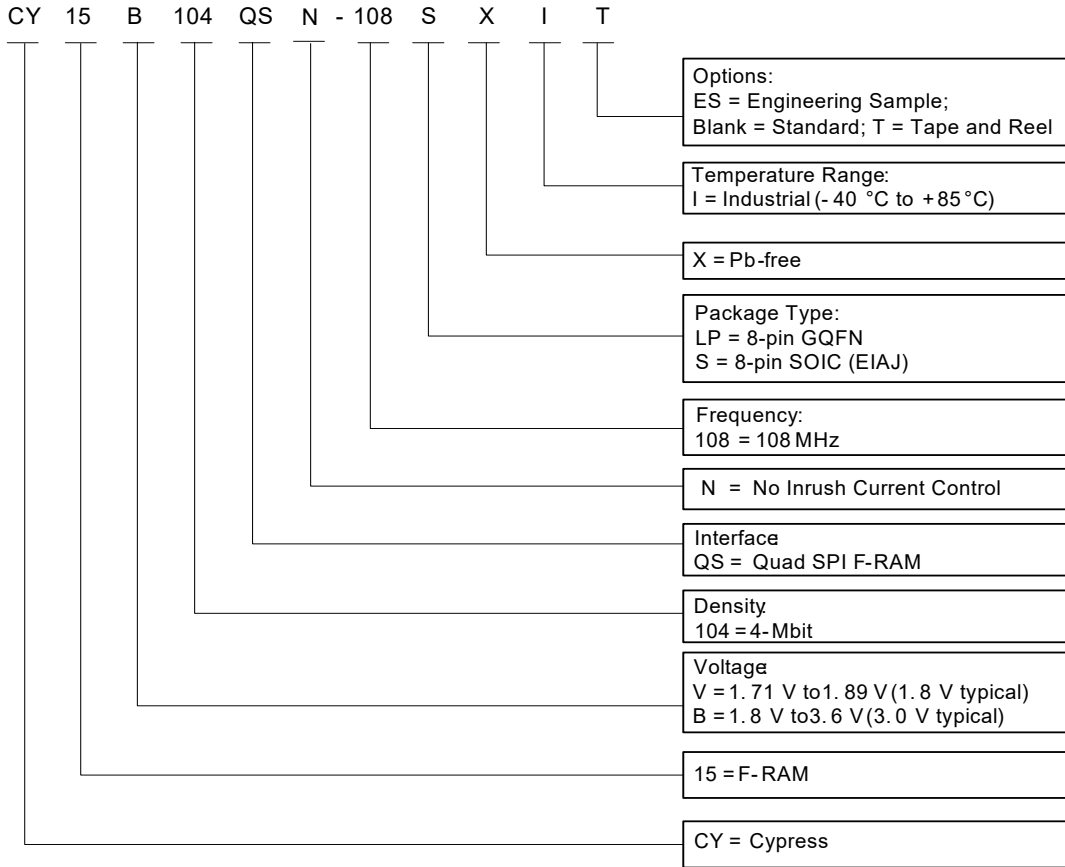 CY 15 B 104 QS N - 108 S X I T
Options:
ES = Engineering Sample;
Blank = Standard; T = Tape and Reel
Temperature Range:
I = Industrial (- 40 °C to +85°C)
X = Pb-free
Package Type:
LP = 8-pin GQFN
S = 8-pin SOIC (EIAJ)
Frequency:
108 = 108 MHz
N = No Inrush Current Control
Interface:
QS = Quad SPI F-RAM
Density:
104 = 4- Mbit
Voltage:
V = 1. 71 V to1. 89 V (1. 8 V typical)
B = 1. 8 V to3. 6 V (3. 0 V typical)
15 = F- RAM
CY = Cypress